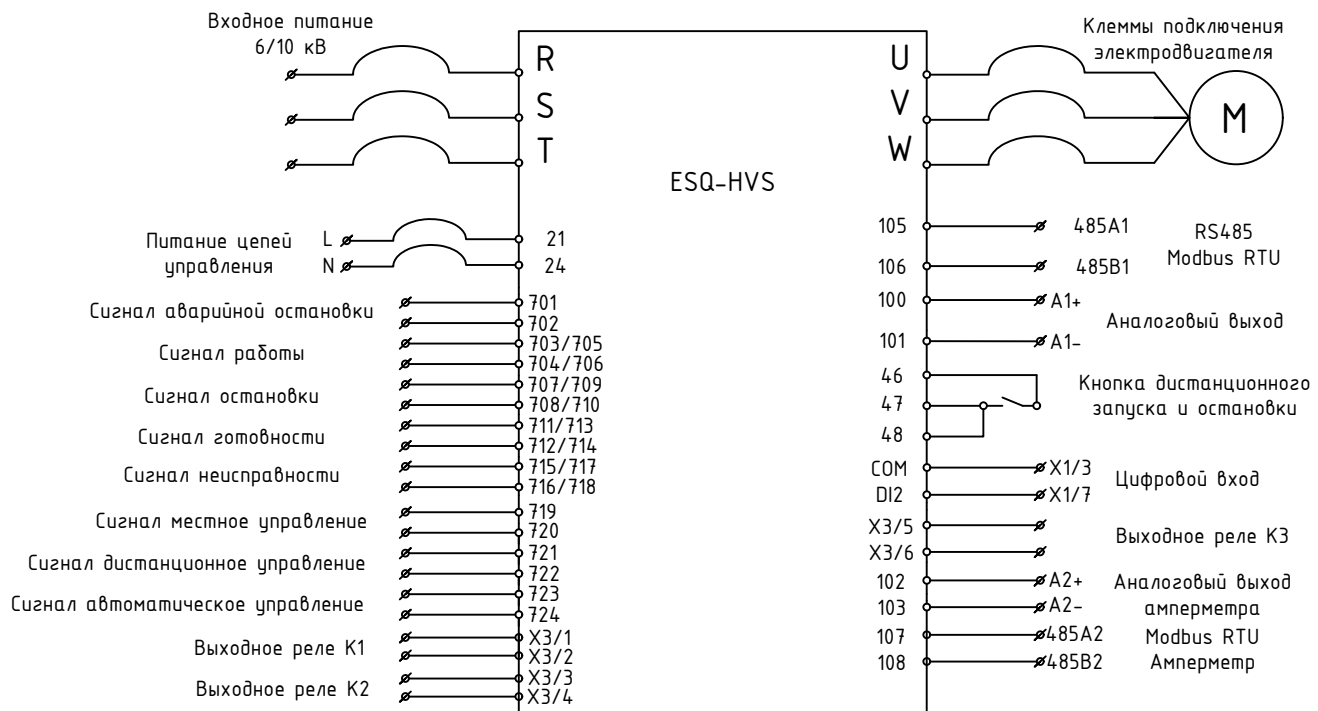 Входное питание
6/10 кВ
R
S
T
Питание цепей
управления
L
N
21
24
Сигнал аварийной остановки
701
702
Сигнал работы
703/705
704/706
Сигнал остановки
707/709
708/710
Сигнал готовности
711/713
712/714
Сигнал неисправности
715/717
716/718
Сигнал местное управление
719
720
Сигнал дистанционное управление
721
722
Сигнал автоматическое управление
723
724
Выходное реле К1
X3/1
X3/2
Выходное реле К2
X3/3
X3/4
ESQ-HVS
U
V
W
Клеммы подключения
электродвигателя
M
105
485A1
106
485B1
RS485
Modbus RTU
100
A1+
101
A1-
Аналоговый выход
46
47
48
Кнопка дистанционного
запуска и остановки
COM
X1/3
DI2
X1/7
Цифровой вход
X3/5
X3/6
Выходное реле К3
102
A2+
103
A2-
Аналоговый выход
амперметра
107
485A2
108
485B2
Modbus RTU
Амперметр